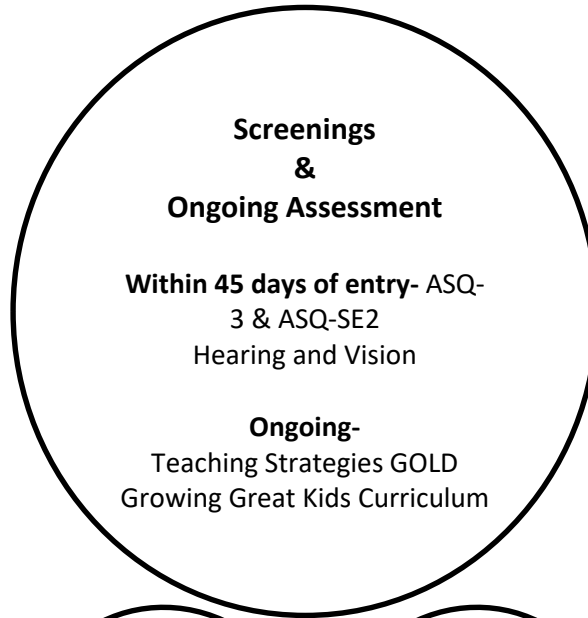 Screenings
&
Ongoing Assessment
Within 45 days of entry- ASQ-
3 & ASQ-SE2
Hearing and Vision
Ongoing-
Teaching Strategies GOLD
Growing Great Kids Curriculum